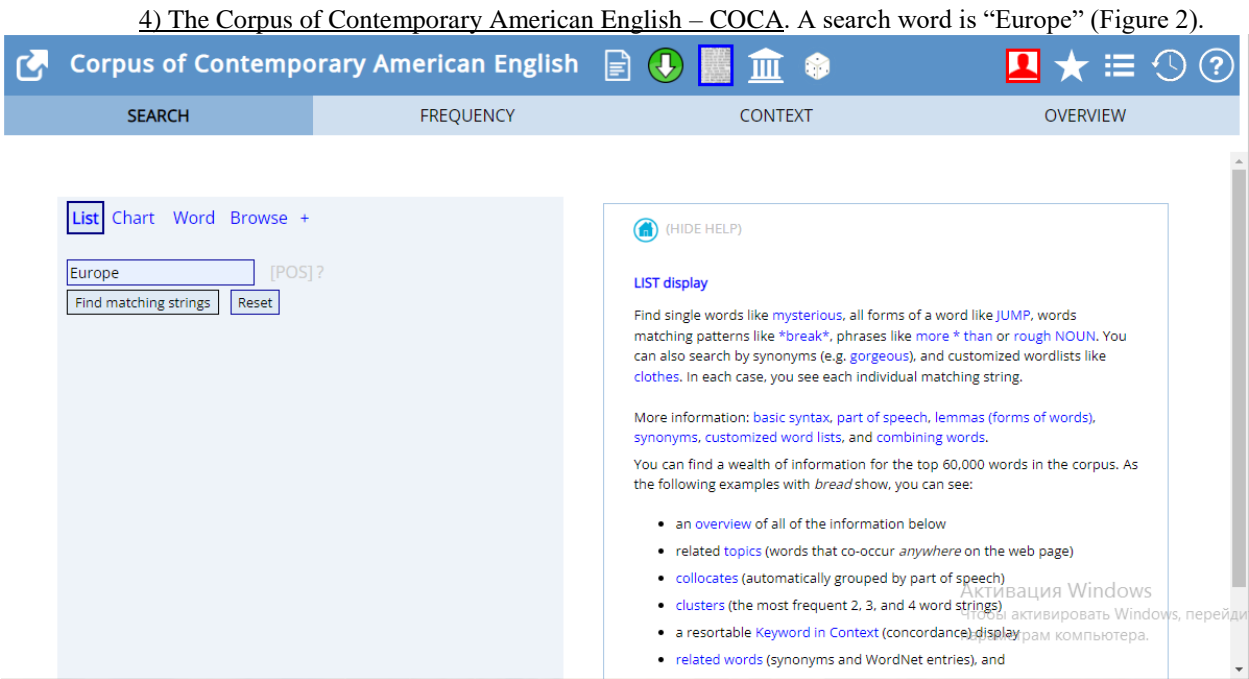 4) The Corpus of Contemporary American English – COCA. A search word is “Europe” (Figure 2).
Corpus of Contemporary American English
SEARCH FREQUENCY CONTEXT OVERVIEW
List Chart Word Browse +
Europe [POS] ?
Find matching strings Reset
(HIDE HELP)
LIST display
Find single words like mysterious, all forms of a word like JUMP, words
matching patterns like *break*, phrases like more * than or rough NOUN. You
can also search by synonyms (e.g. gorgeous), and customized wordlists like
clothes. In each case, you see each individual matching string.
More information: basic syntax, part of speech, lemmas (forms of words),
synonyms, customized word lists, and combining words.
You can find a wealth of information for the top 60,000 words in the corpus. As
the following examples with bread show, you can see:
• an overview of all of the information below
• related topics (words that co-occur anywhere on the web page)
• collocates (automatically grouped by part of speech)
• clusters (the most frequent 2, 3, and 4 word strings)
• a resortable Keyword in Context (concordance) display
• related words (synonyms and WordNet entries), and
Активация Windows
Чтобы активировать Windows, перейди
параметрам компьютера.